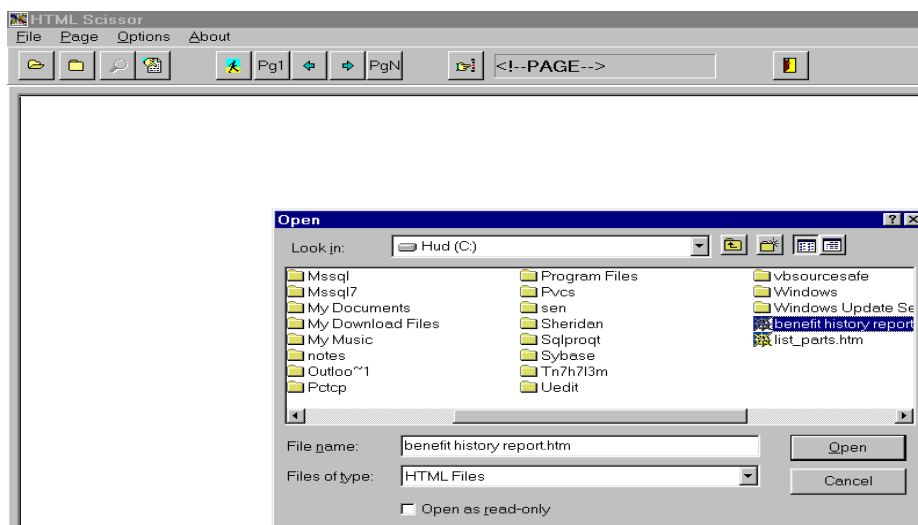 HTML Scissor
File Page Options About
Pg1 PgN <!--PAGE-->
Open
Look in: Hud (C:)
Mssql Program Files vbsourcesafe
Mssql7 Pvcs Windows
My Documents sen Windows Update Se
My Download Files Sheridan benefit history report
My Music Sqlproqt list_parts.htm
notes Sybase
Outloo~1 Tn7h7l3m
Pctcp Uedit
File name: benefit history report.htm Open
Files of type: HTML Files Cancel
Open as read-only